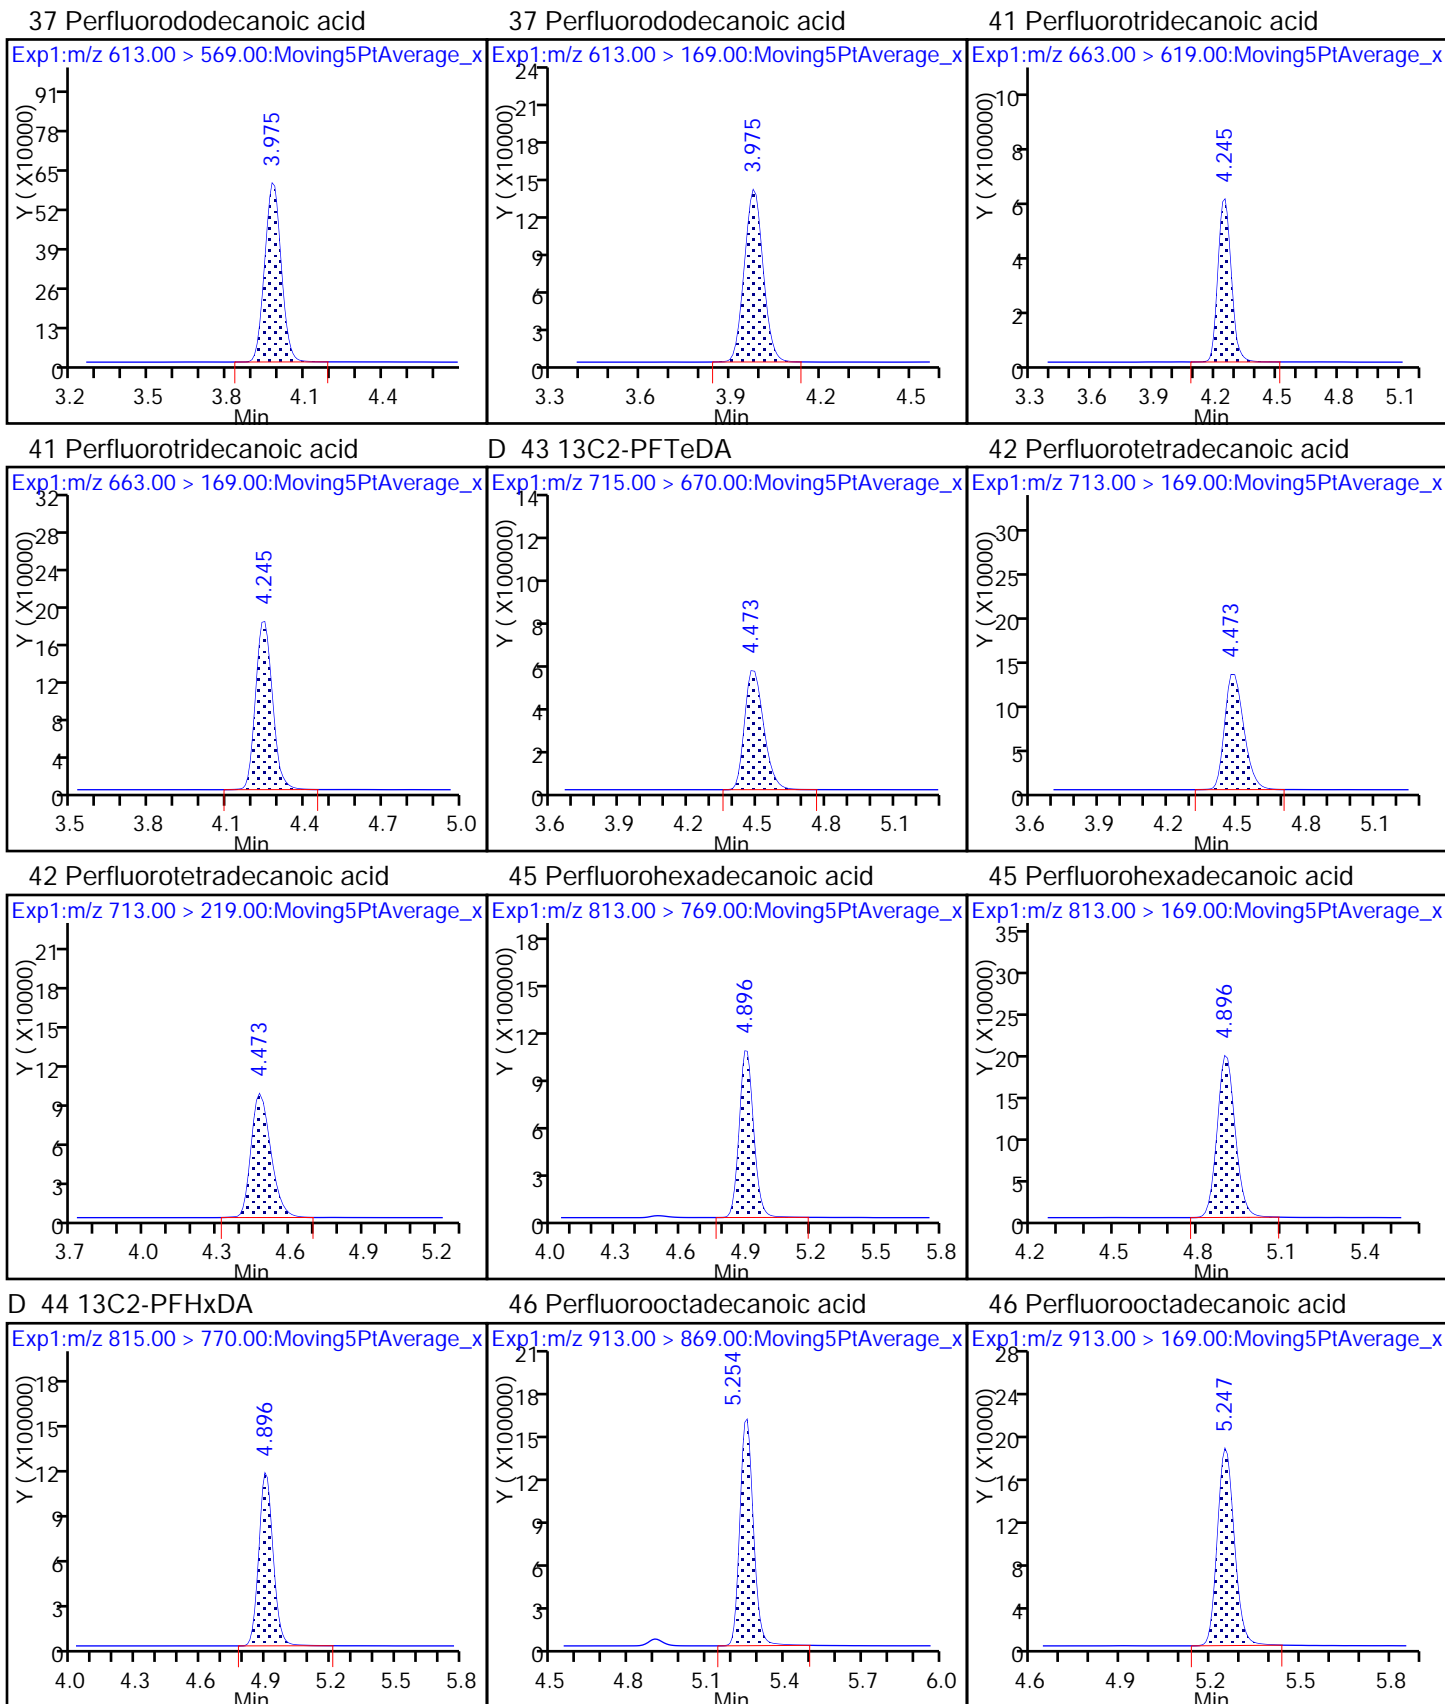 37 Perfluorododecanoic acid
Exp1:m/z 613.00 > 569.00:Moving5PtAverage_x
Y ( X10000)
91
78
65
52
39
26
13
0
3.975
3.2 3.5 3.8 4.1 4.4
Min
37 Perfluorododecanoic acid
Exp1:m/z 613.00 > 169.00:Moving5PtAverage_x
Y ( X100000)
24
21
18
15
12
9
6
3
0
3.975
3.3 3.6 3.9 4.2 4.5
Min
41 Perfluorotridecanoic acid
Exp1:m/z 663.00 > 619.00:Moving5PtAverage_x
Y ( X100000)
10
8
6
4
2
0
4.245
3.3 3.6 3.9 4.2 4.5 4.8 5.1
Min
41 Perfluorotridecanoic acid
Exp1:m/z 663.00 > 169.00:Moving5PtAverage_x
Y ( X10000)
32
28
24
20
16
12
8
4
0
4.245
3.5 3.8 4.1 4.4 4.7 5.0
Min
D 43 13C2-PFTeDA
Exp1:m/z 715.00 > 670.00:Moving5PtAverage_x
Y ( X100000)
14
12
10
8
6
4
2
0
4.473
3.6 3.9 4.2 4.5 4.8 5.1
Min
42 Perfluorotetradecanoic acid
Exp1:m/z 713.00 > 169.00:Moving5PtAverage_x
Y ( X10000)
30
25
20
15
10
5
0
4.473
3.6 3.9 4.2 4.5 4.8 5.1
Min
42 Perfluorotetradecanoic acid
Exp1:m/z 713.00 > 219.00:Moving5PtAverage_x
Y ( X10000)
21
18
15
12
9
6
3
0
4.473
3.7 4.0 4.3 4.6 4.9 5.2
Min
45 Perfluorohexadecanoic acid
Exp1:m/z 813.00 > 769.00:Moving5PtAverage_x
Y ( X100000)
18
15
12
9
6
3
0
4.896
4.0 4.3 4.6 4.9 5.2 5.5 5.8
Min
45 Perfluorohexadecanoic acid
Exp1:m/z 813.00 > 169.00:Moving5PtAverage_x
Y ( X10000)
35
30
25
20
15
10
5
0
4.896
4.2 4.5 4.8 5.1 5.4
Min
D 44 13C2-PFHxDA
Exp1:m/z 815.00 > 770.00:Moving5PtAverage_x
Y ( X100000)
18
15
12
9
6
3
0
4.896
4.0 4.3 4.6 4.9 5.2 5.5 5.8
Min
46 Perfluorooctadecanoic acid
Exp1:m/z 913.00 > 869.00:Moving5PtAverage_x
Y ( X100000)
21
18
15
12
9
6
3
0
5.254
4.5 4.8 5.1 5.4 5.7 6.0
Min
46 Perfluorooctadecanoic acid
Exp1:m/z 913.00 > 169.00:Moving5PtAverage_x
Y ( X10000)
28
24
20
16
12
8
4
0
5.247
4.6 4.9 5.2 5.5 5.8
Min